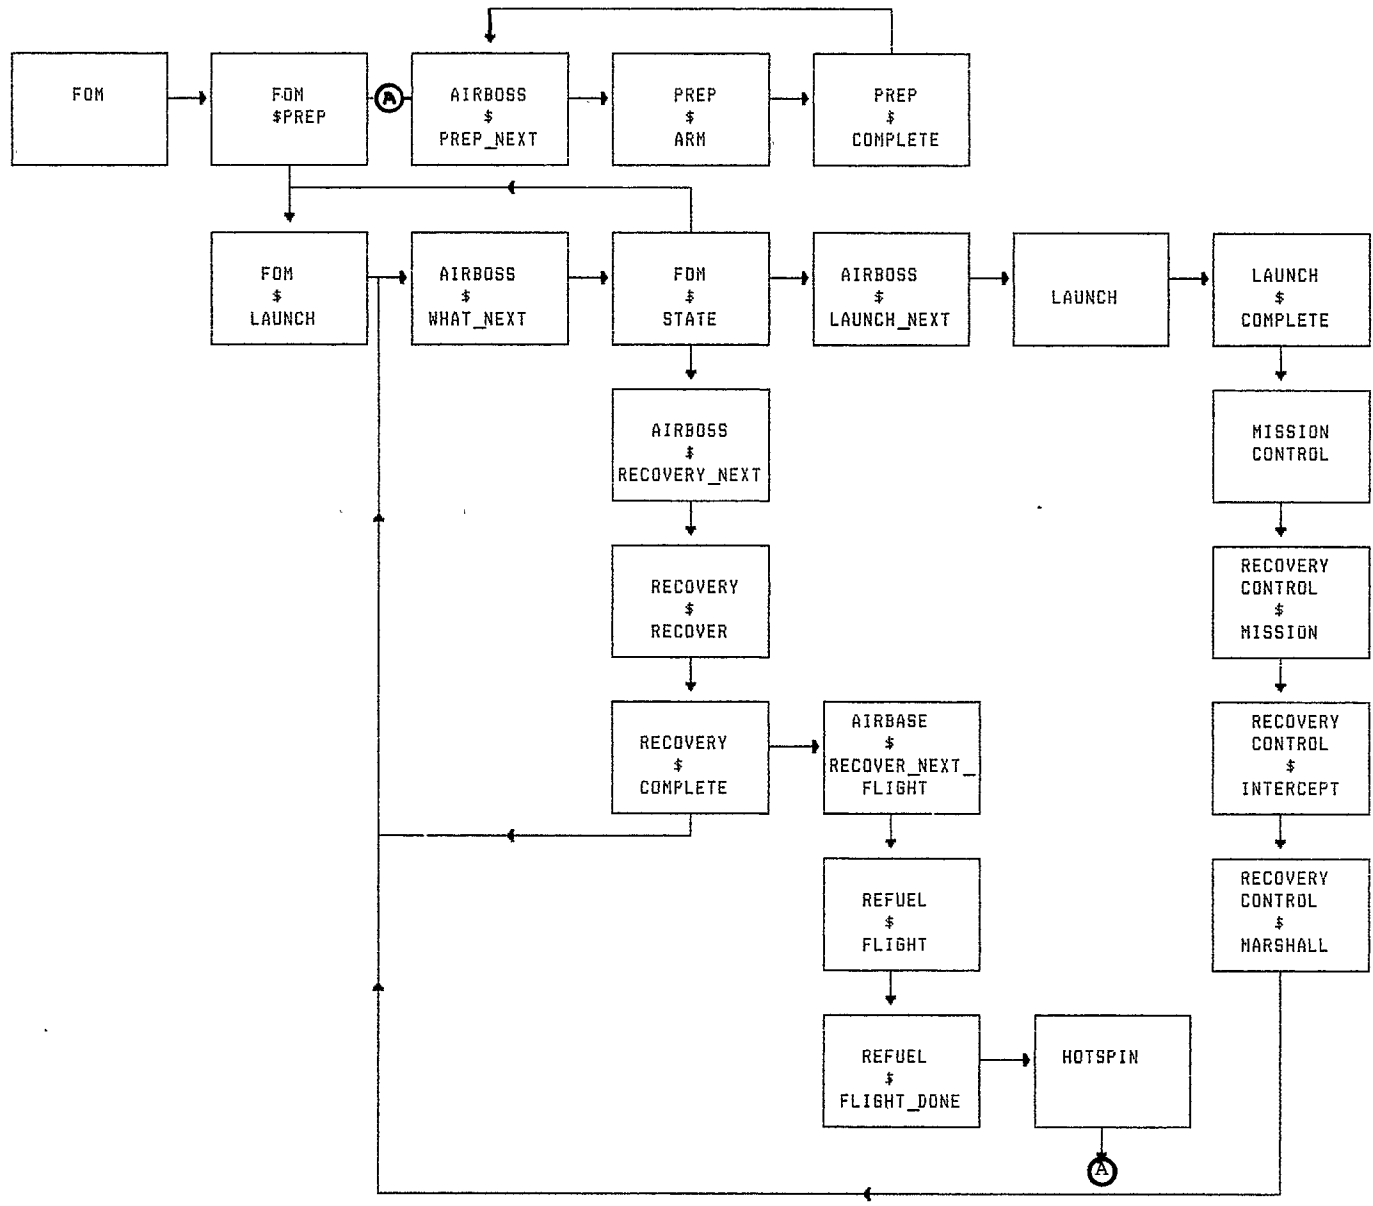 FOM
FOM
$PREP
A
AIRBOSS
$
PREP_NEXT
PREP
$
ARM
PREP
$
COMPLETE
FOM
$
LAUNCH
AIRBOSS
$
WHAT_NEXT
FOM
$
STATE
AIRBOSS
$
LAUNCH_NEXT
LAUNCH
LAUNCH
$
COMPLETE
AIRBOSS
$
RECOVERY_NEXT
MISSION
CONTROL
RECOVERY
$
RECOVER
RECOVERY
CONTROL
$
MISSION
RECOVERY
$
COMPLETE
AIRBASE
$
RECOVER_NEXT_
FLIGHT
RECOVERY
CONTROL
$
INTERCEPT
REFUEL
$
FLIGHT
RECOVERY
CONTROL
$
MARSHALL
REFUEL
$
FLIGHT_DONE
HOTSPIN
A